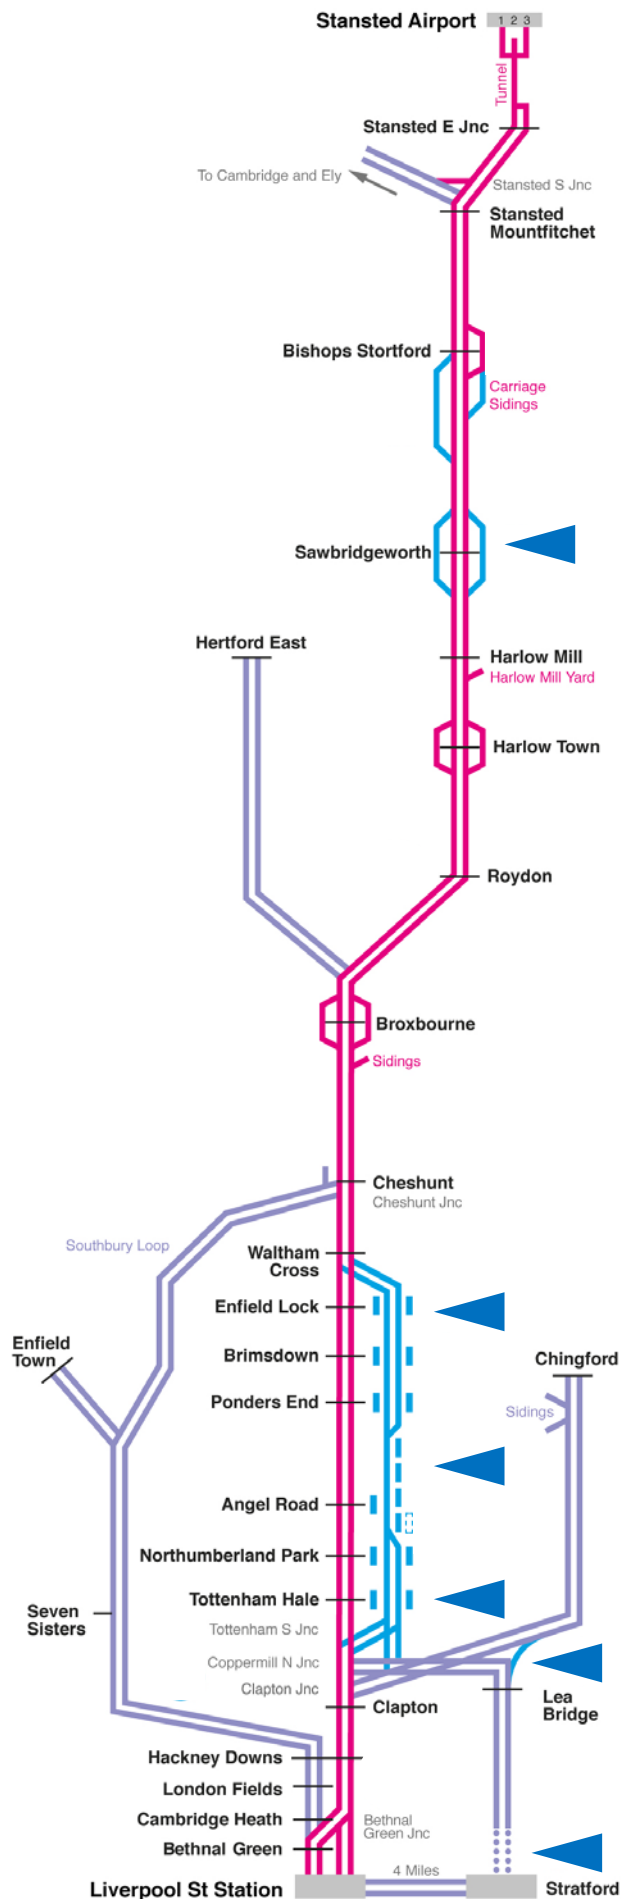 Stansted Airport
1 2 3
Tunnel
Stansted E Jnc
To Cambridge and Ely
Stansted S Jnc
Stansted
Mountfitchet
Bishops Stortford
Carriage
Sidings
Sawbridgeworth
Hertford East
Harlow Mill
Harlow Mill Yard
Harlow Town
Roydon
Broxbourne
Sidings
Cheshunt
Cheshunt Jnc
Southbury Loop
Waltham
Cross
Enfield Lock
Enfield
Town
Brimsdown
Chingford
Ponders End
Sidings
Angel Road
Northumberland Park
Tottenham Hale
Seven
Sisters
Tottenham S Jnc
Coppermill N Jnc
Clapton Jnc
Clapton
Lea
Bridge
Hackney Downs
London Fields
Cambridge Heath
Bethnal
Green Jnc
Bethnal Green
4 Miles
Liverpool St Station
Stratford